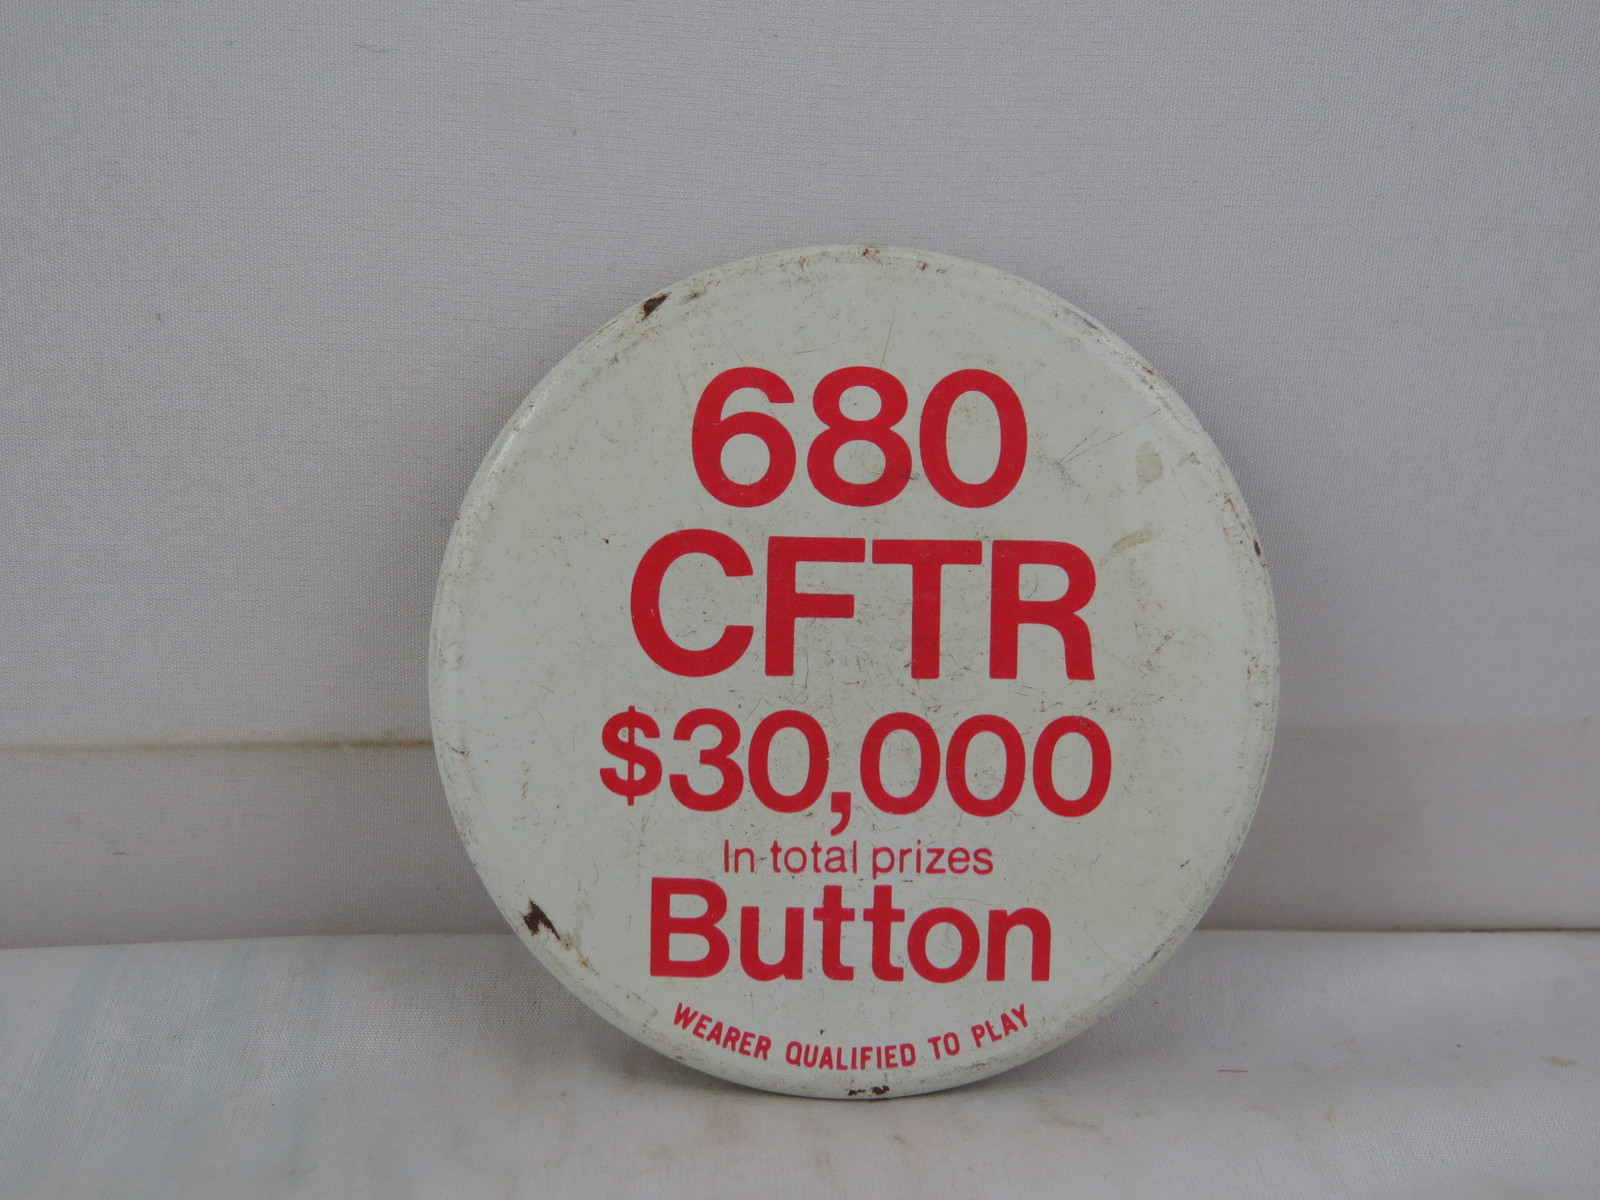 680
CFTR
$30,000
In total prizes
Button
WEARER QUALIFIED TO PLAY